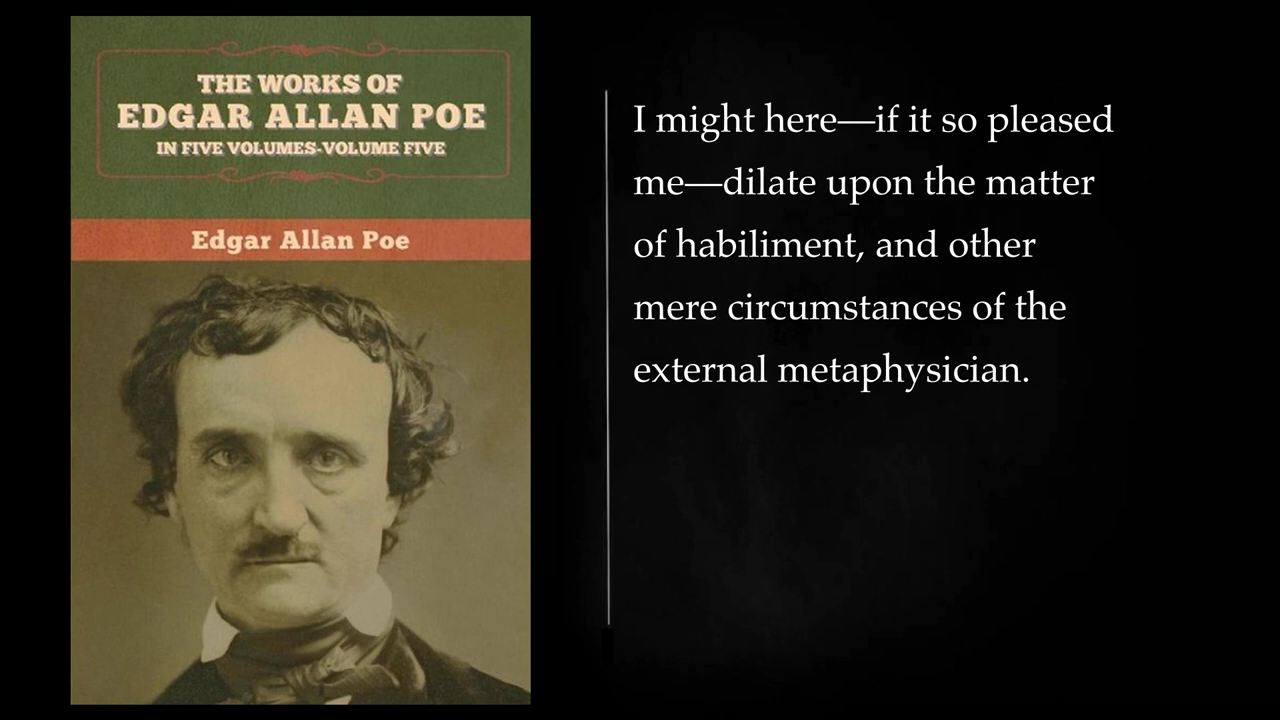 THE WORKS OF
EDGAR ALLAN POE
IN FIVE VOLUMES-VOLUME FIVE
Edgar Allan Poe
I might here—if it so pleased
me—dilate upon the matter
of habiliment, and other
mere circumstances of the
external metaphysician.